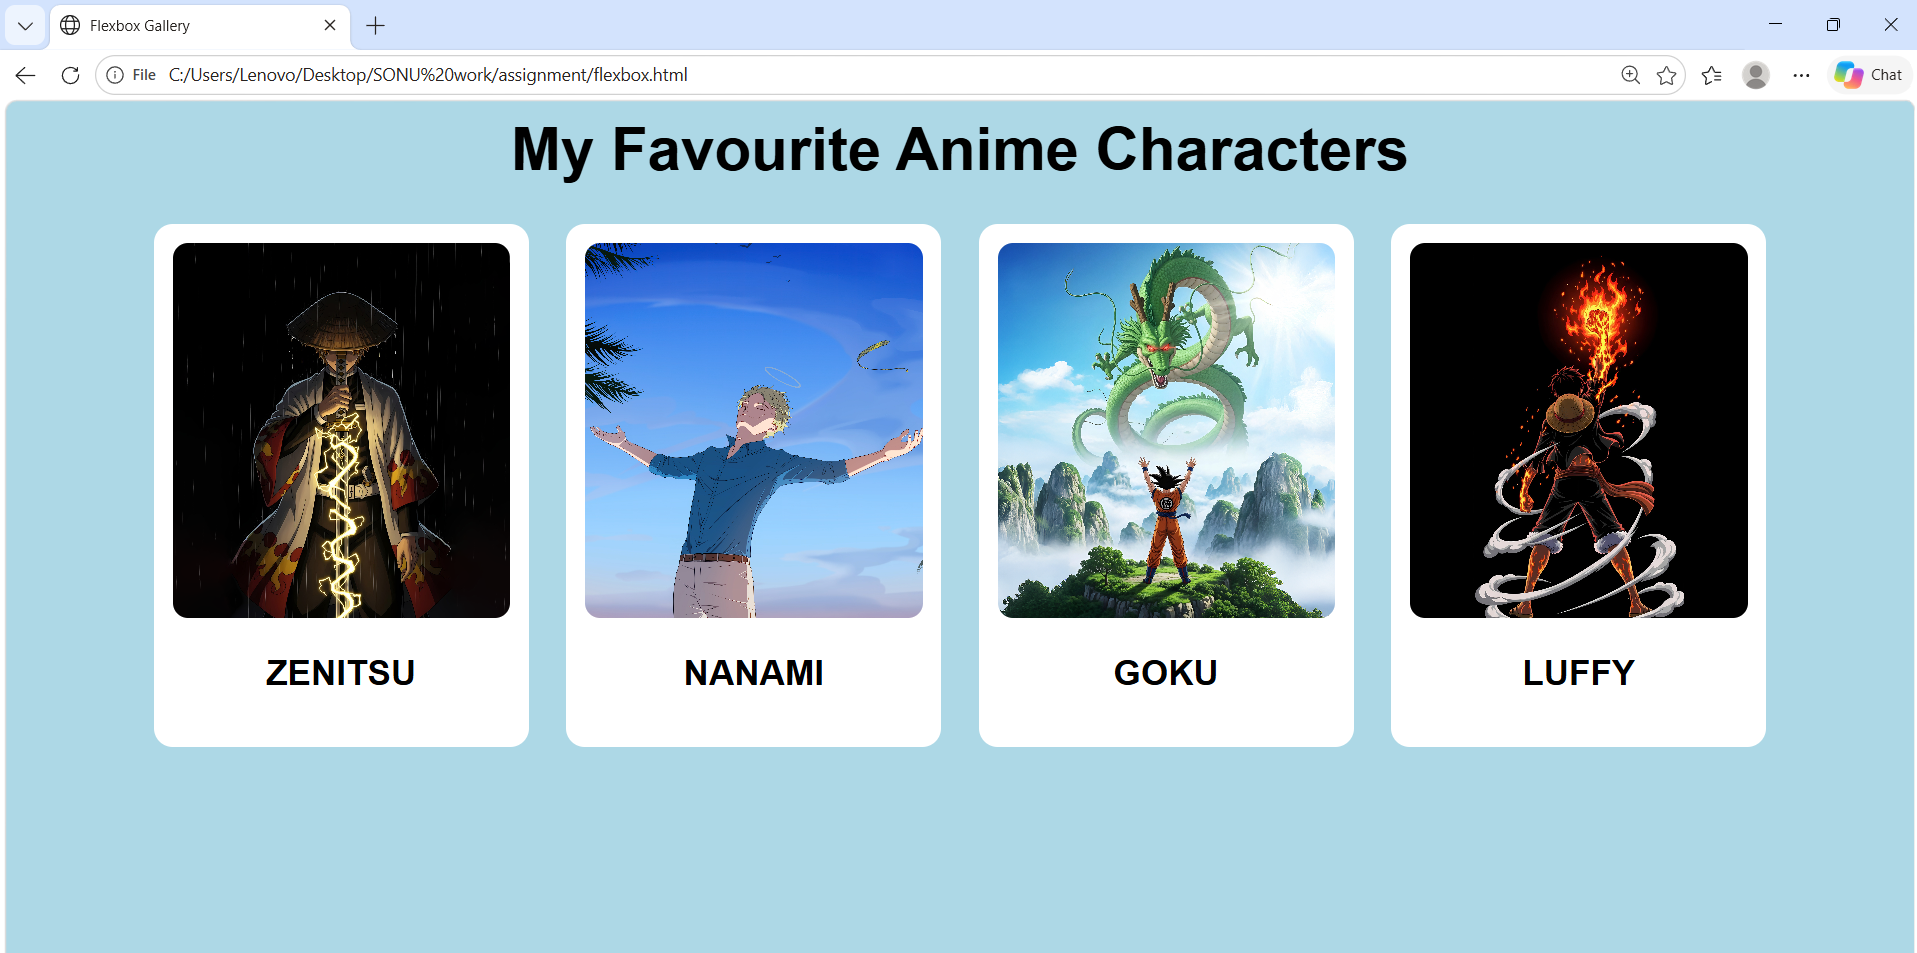 Flexbox Gallery
File C:/Users/Lenovo/Desktop/SONU%20work/assignment/flexbox.html
Chat
My Favourite Anime Characters
ZENITSU NANAMI GOKU LUFFY